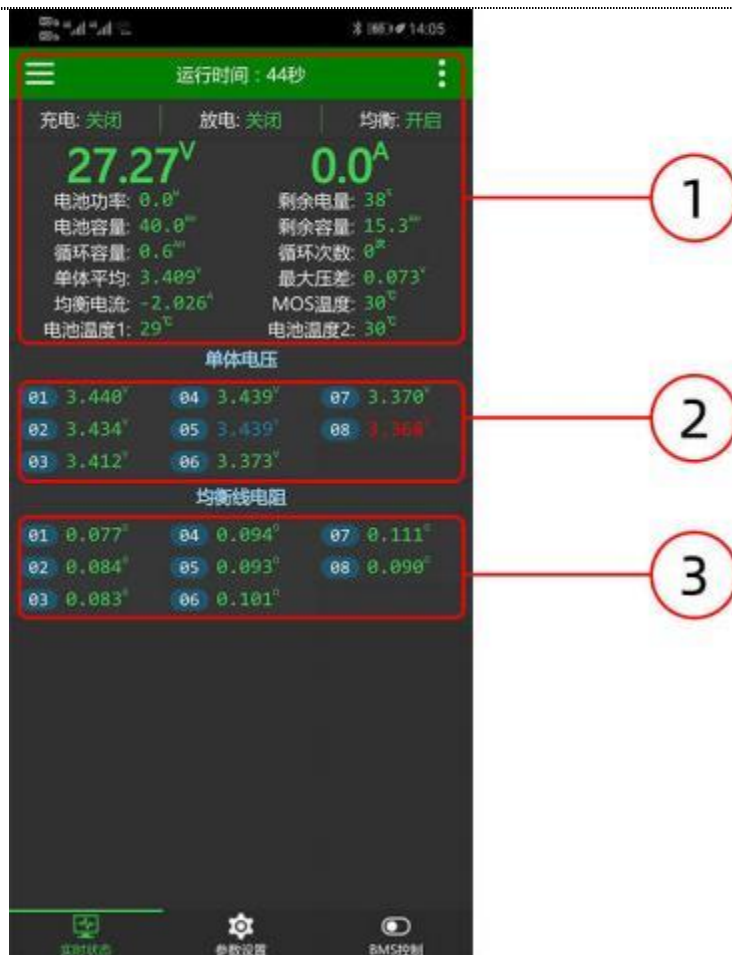 14:05
运行时间：44秒
充电: 关闭 放电: 关闭 均衡: 开启
27.27V 0.0A
电池功率: 0.0W 剩余电量: 38%
电池容量: 40.0AH 剩余容量: 15.3AH
循环容量: 0.6AH 循环次数: 0次
单体平均: 3.409V 最大压差: 0.073V
均衡电流: -2.026A MOS温度: 30℃
电池温度1: 29℃ 电池温度2: 30℃
1
单体电压
01 3.440V 04 3.439V 07 3.370V
02 3.434V 05 3.439V 08
03 3.412V 06 3.373V
2
均衡线电阻
01 0.077Ω 04 0.094Ω 07 0.111Ω
02 0.084Ω 05 0.093Ω 08 0.090Ω
03 0.083Ω 06 0.101Ω
3
实时状态 参数设置 BMS控制